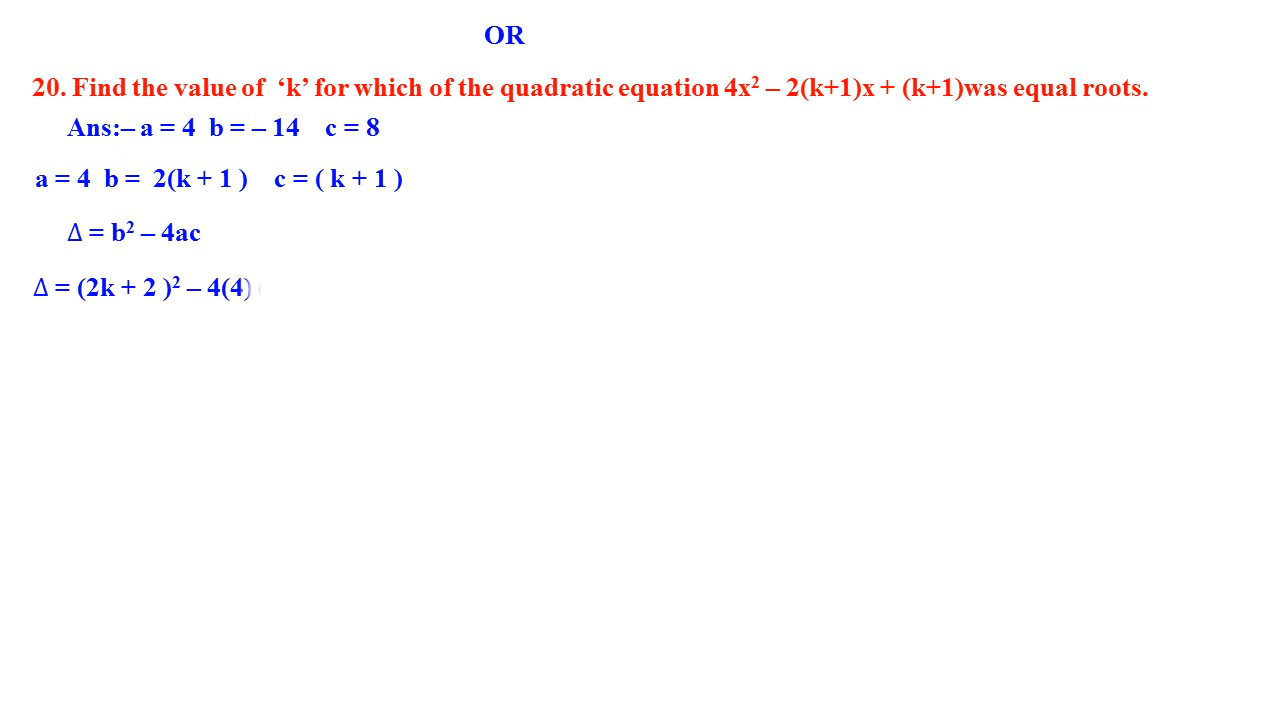 OR
20. Find the value of ‘k’ for which of the quadratic equation 4x² – 2(k+1)x + (k+1)was equal roots.
Ans:– a = 4 b = – 14 c = 8
a = 4 b = 2(k + 1 ) c = ( k + 1 )
Δ = b² – 4ac
Δ = (2k + 2 )² – 4(4)